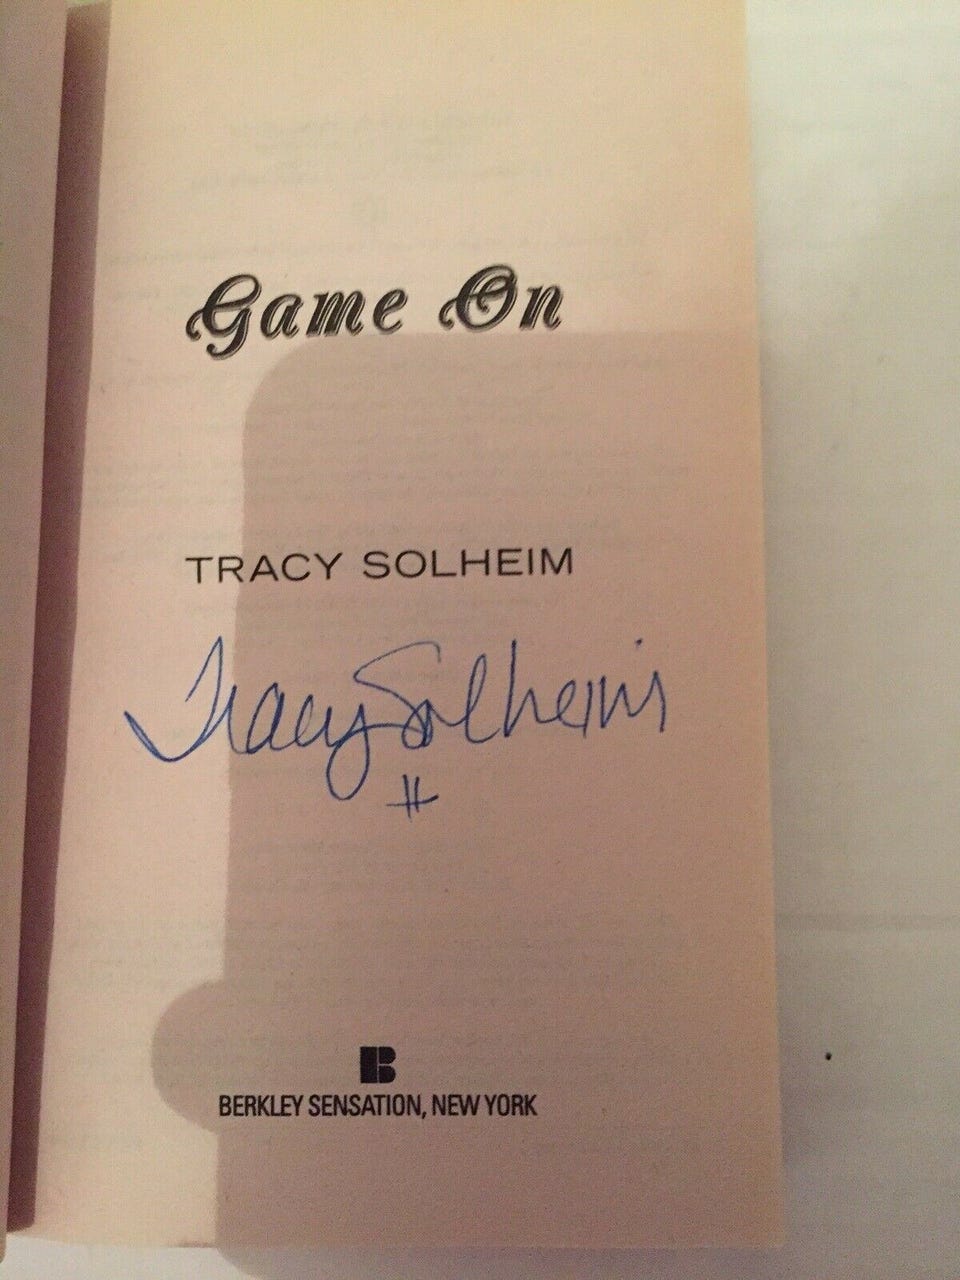 Game On
TRACY SOLHEIM
Tracy Solheim
#
B
BERKLEY SENSATION, NEW YORK